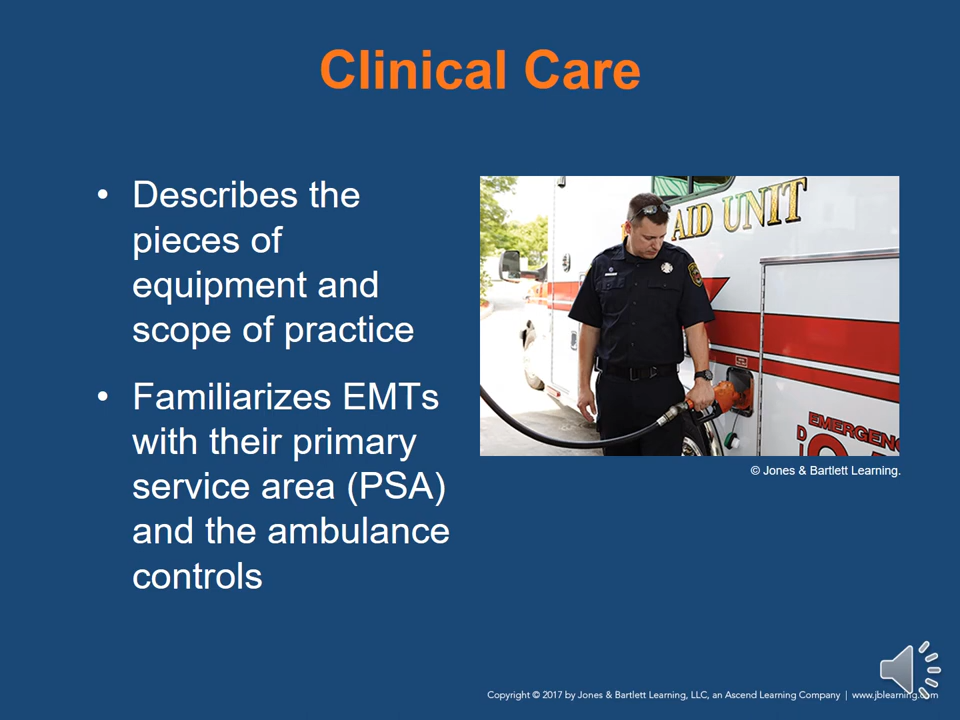 Clinical Care
• Describes the
pieces of
equipment and
scope of practice
• Familiarizes EMTs
with their primary
service area (PSA)
and the ambulance
controls
AID UNIT
EMERGENC
© Jones & Bartlett Learning.
Copyright © 2017 by Jones & Bartlett Learning, LLC, an Ascend Learning Company | www.jblearning.com